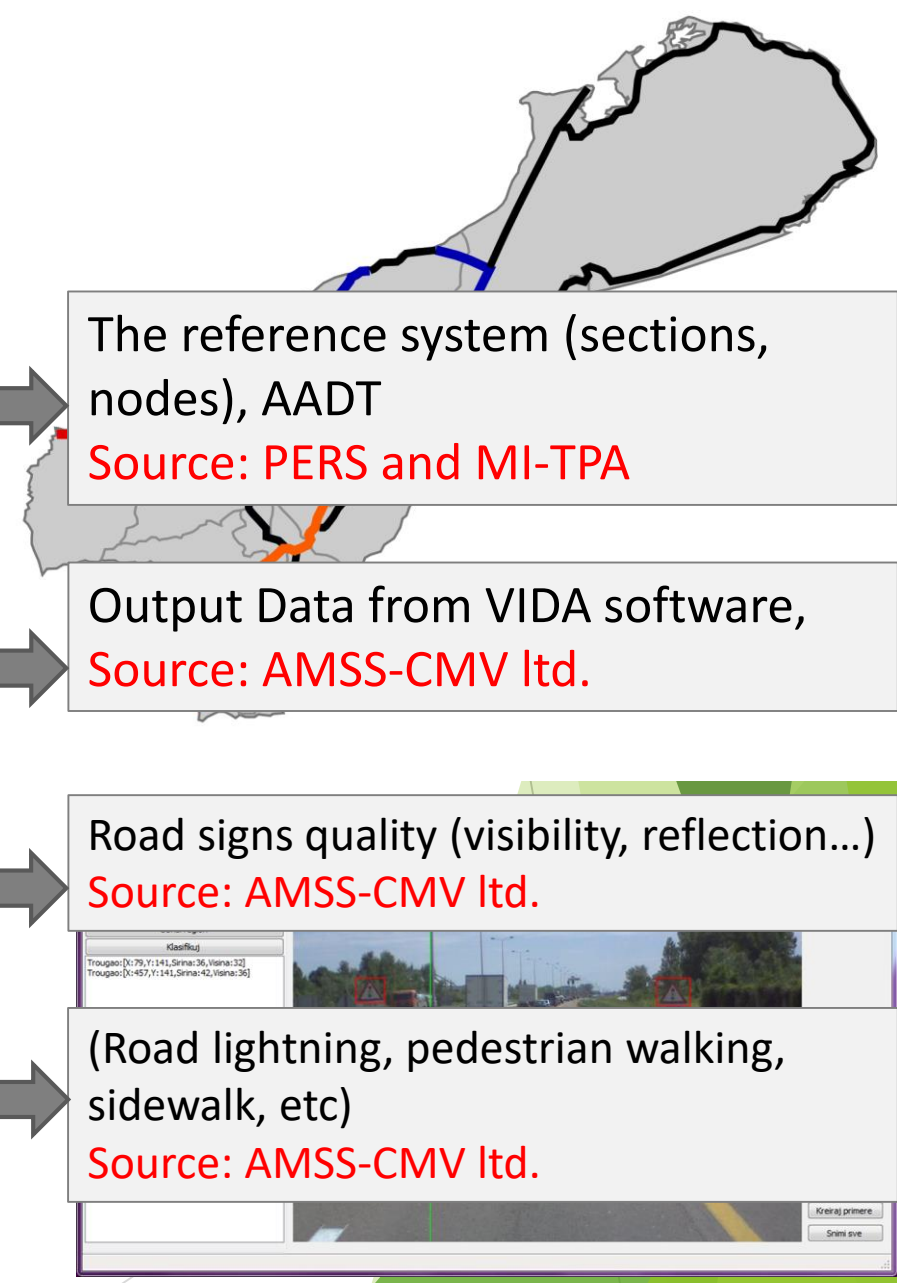 The reference system (sections,
nodes), AADT
Source: PERS and MI-TPA
Output Data from VIDA software,
Source: AMSS-CMV ltd.
Road signs quality (visibility, reflection…)
Source: AMSS-CMV ltd.
Klasifikuj
Trougao:[X:79,Y:141,Sirina:36,Visina:32]
Trougao:[X:457,Y:141,Sirina:42,Visina:36]
(Road lightning, pedestrian walking,
sidewalk, etc)
Source: AMSS-CMV ltd.
Kreiraj primere
Snimi sve